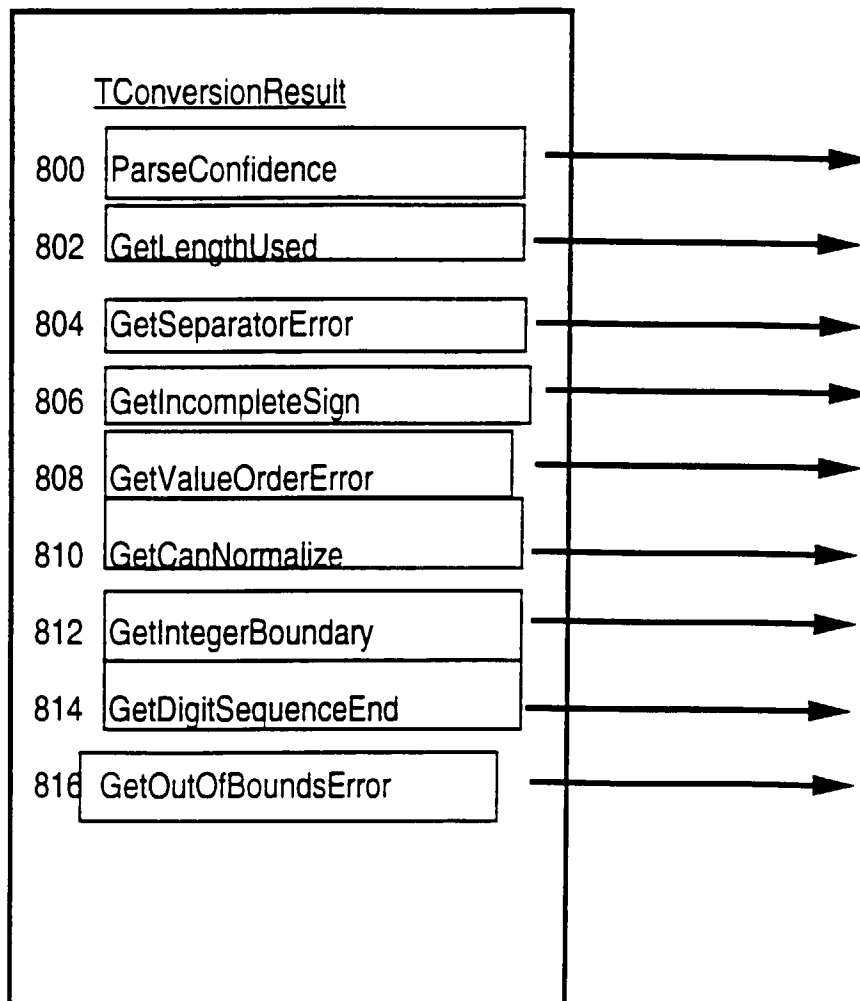 TConversionResult
800 ParseConfidence
802 GetLengthUsed
804 GetSeparatorError
806 GetIncompleteSign
808 GetValueOrderError
810 GetCanNormalize
812 GetIntegerBoundary
814 GetDigitSequenceEnd
816 GetOutOfBoundsError